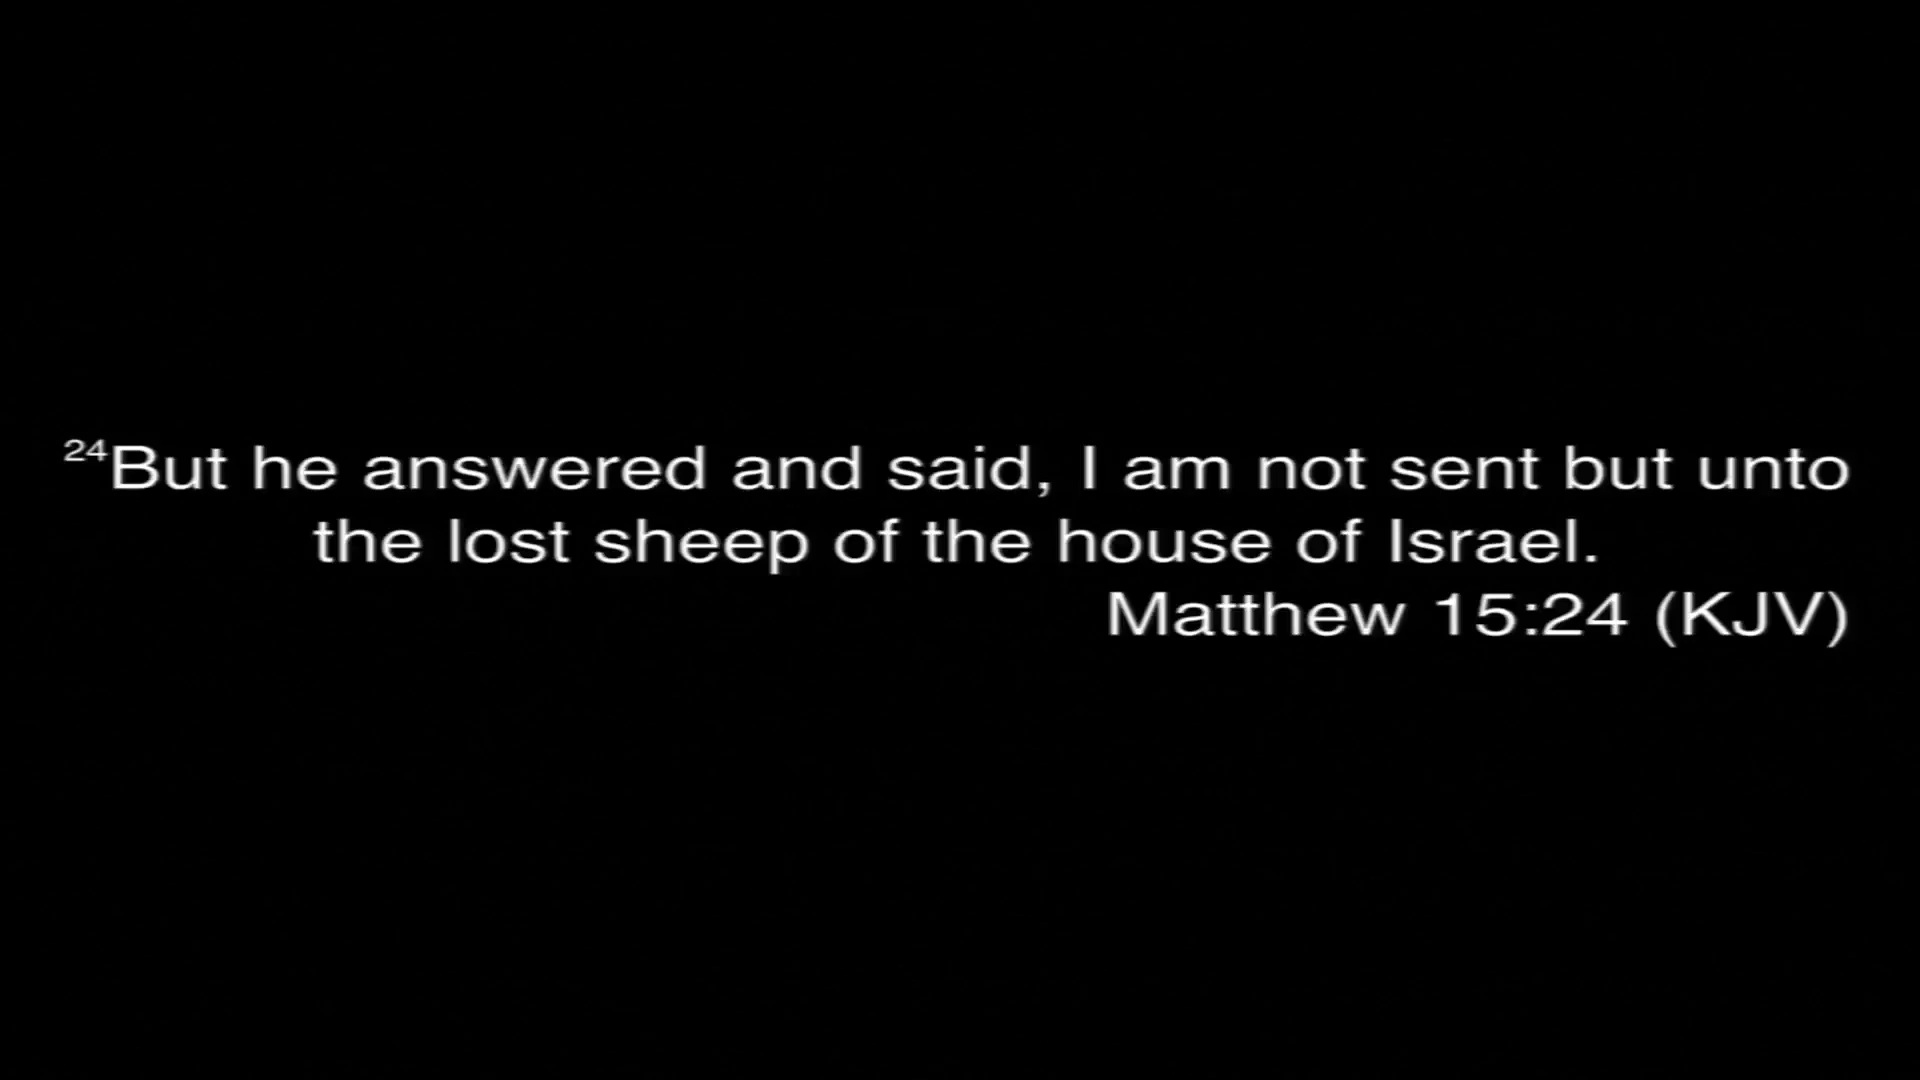 24But he answered and said, I am not sent but unto
the lost sheep of the house of Israel.
Matthew 15:24 (KJV)